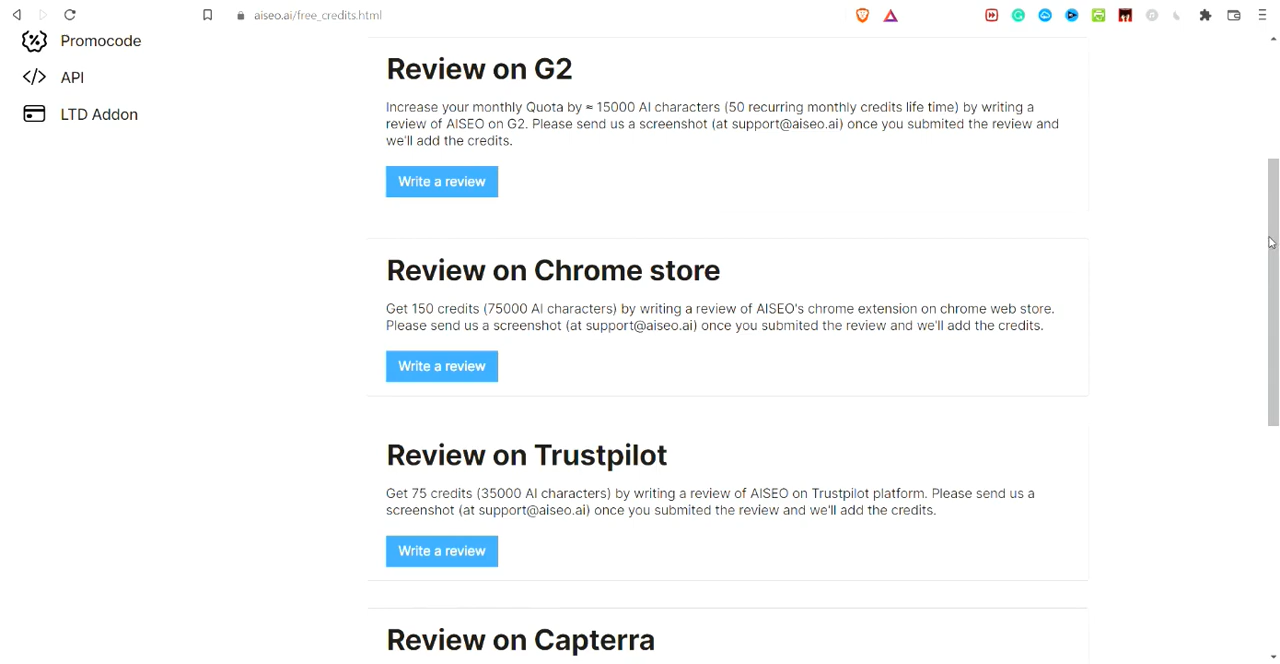 aiseo.ai/free_credits.html
Promocode
API
LTD Addon
Review on G2
Increase your monthly Quota by ≈ 15000 AI characters (50 recurring monthly credits life time) by writing a
review of AISEO on G2. Please send us a screenshot (at support@aiseo.ai) once you submited the review and
we'll add the credits.
Write a review
Review on Chrome store
Get 150 credits (75000 AI characters) by writing a review of AISEO's chrome extension on chrome web store.
Please send us a screenshot (at support@aiseo.ai) once you submited the review and we'll add the credits.
Write a review
Review on Trustpilot
Get 75 credits (35000 AI characters) by writing a review of AISEO on Trustpilot platform. Please send us a
screenshot (at support@aiseo.ai) once you submited the review and we'll add the credits.
Write a review
Review on Capterra